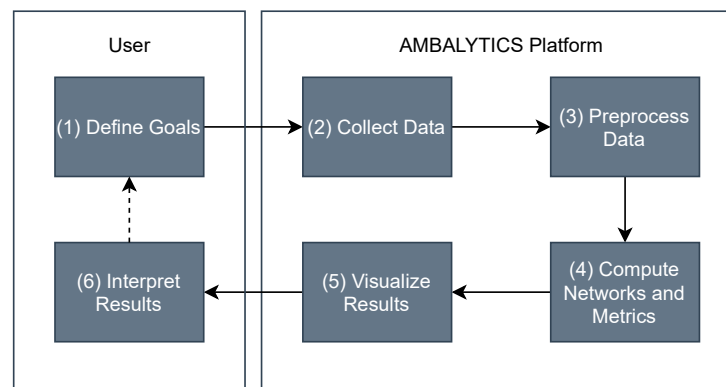 User
AMBALYTICS Platform
(1) Define Goals
(2) Collect Data
(3) Preprocess
Data
(4) Compute
Networks and
Metrics
(5) Visualize
Results
(6) Interpret
Results